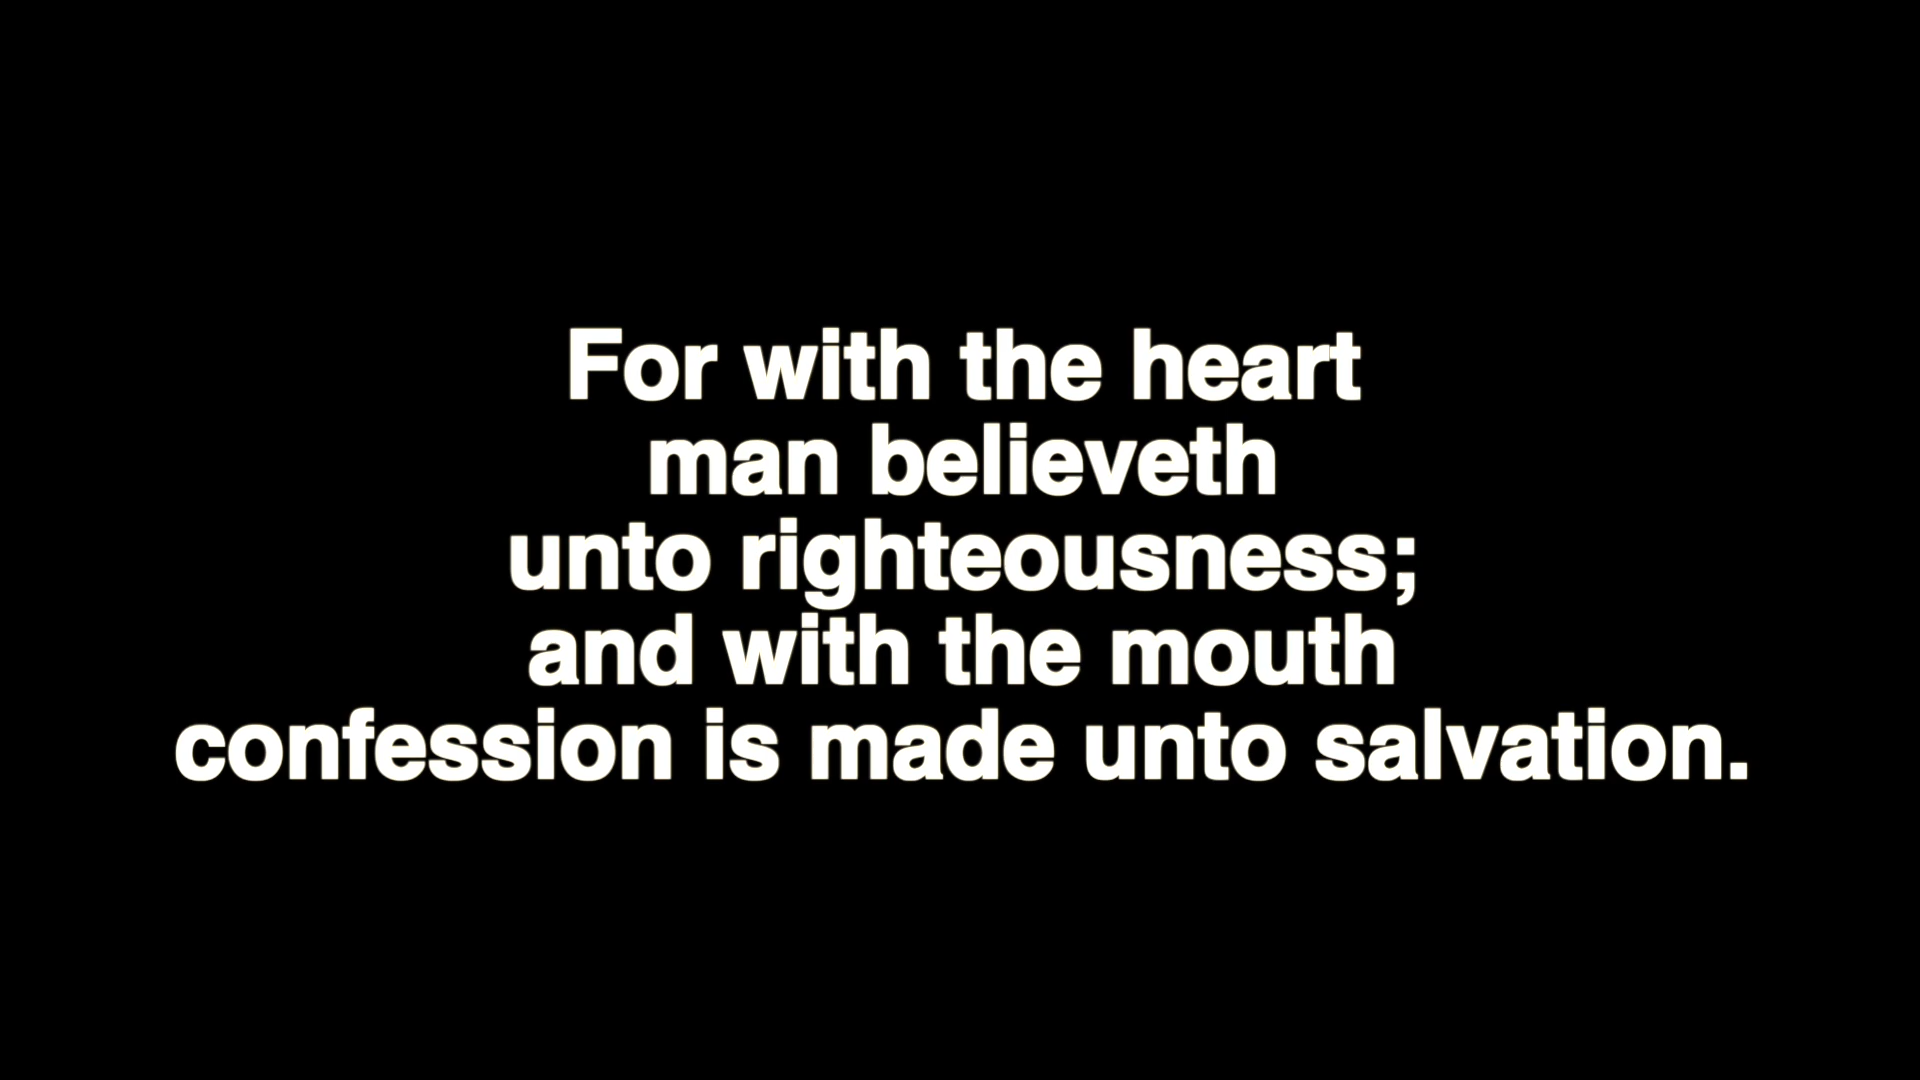 For with the heart
man believeth
unto righteousness;
and with the mouth
confession is made unto salvation.